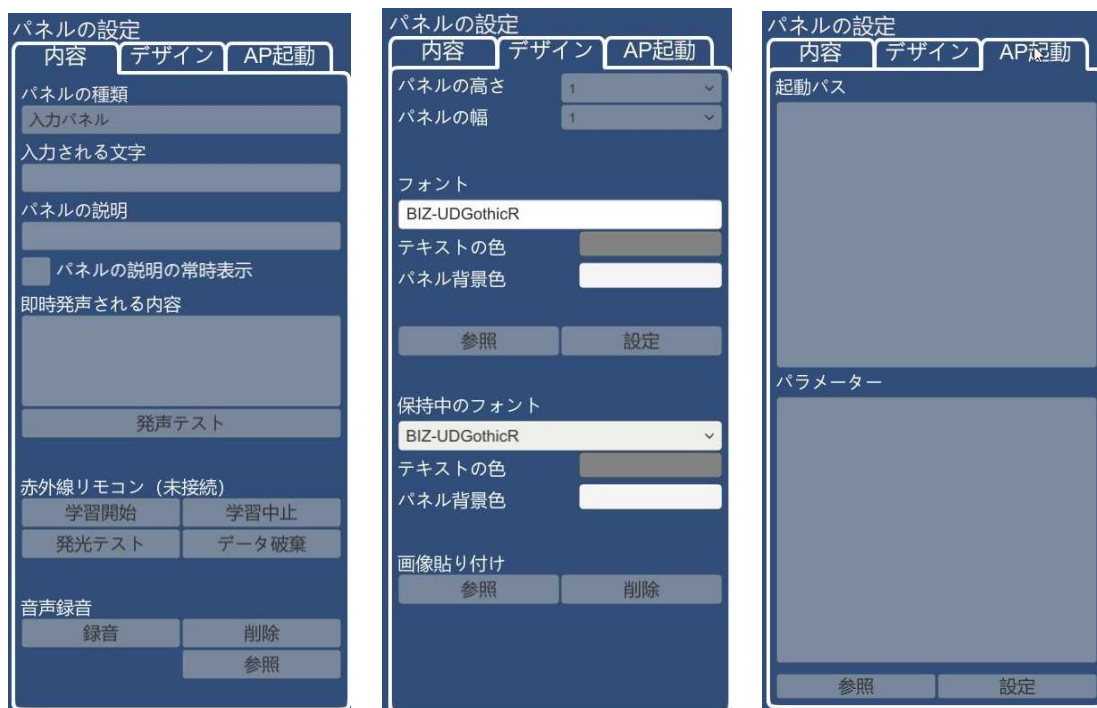 パネルの設定
内容 デザイン AP起動
パネルの種類
入力パネル
入力される文字
パネルの説明
パネルの説明の常時表示
即時発声される内容
発声テスト
赤外線リモコン (未接続)
学習開始 学習中止
発光テスト データ破棄
音声録音
録音 削除
参照
パネルの設定
内容 デザイン AP起動
パネルの高さ 1
パネルの幅 1
フォント
BIZ-UDGothicR
テキストの色
パネル背景色
参照 設定
保持中のフォント
BIZ-UDGothicR
テキストの色
パネル背景色
画像貼り付け
参照 削除
パネルの設定
内容 デザイン AP起動
起動パス
パラメーター
参照 設定